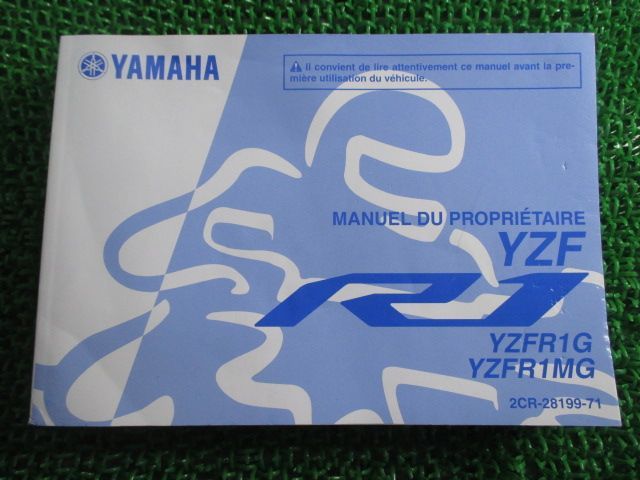 YAMAHA
⚠ Il convient de lire attentivement ce manuel avant la pre-
mière utilisation du véhicule.
MANUEL DU PROPRIÉTAIRE
YZF
R1
YZFR1G
YZFR1MG
2CR-28199-71